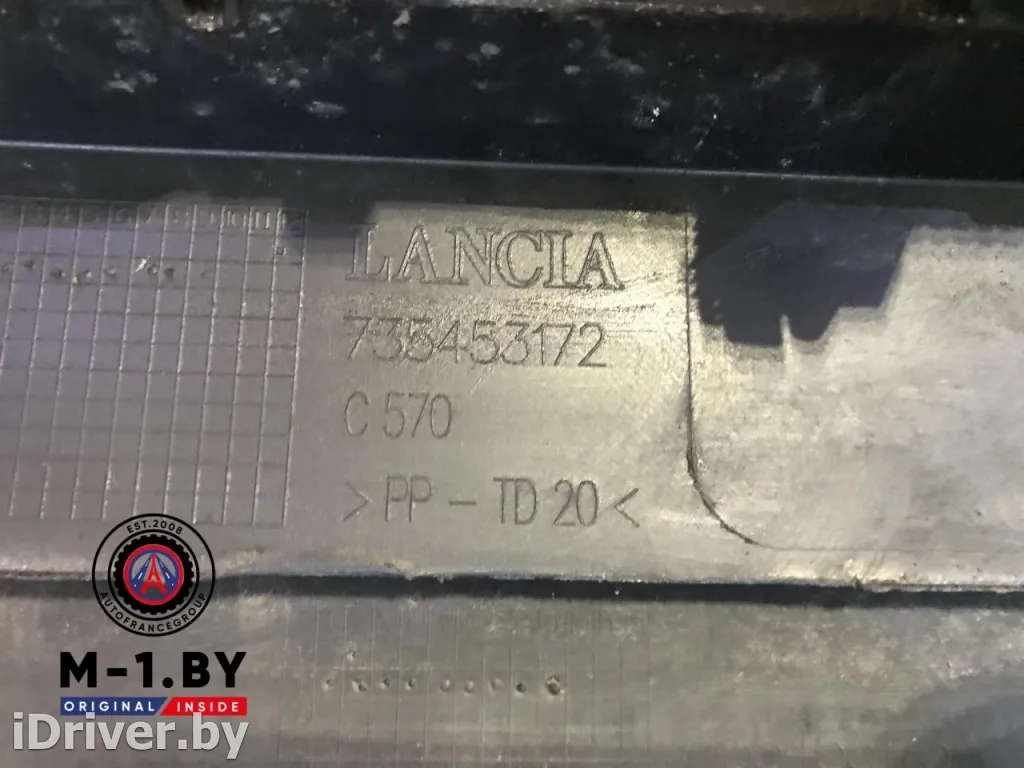 LANCIA
735453172
C 570
>PP - TD 20<
EST.2008
AUTOFRANCEGROUP
M-1.BY
ORIGINAL INSIDE
iDriver.by